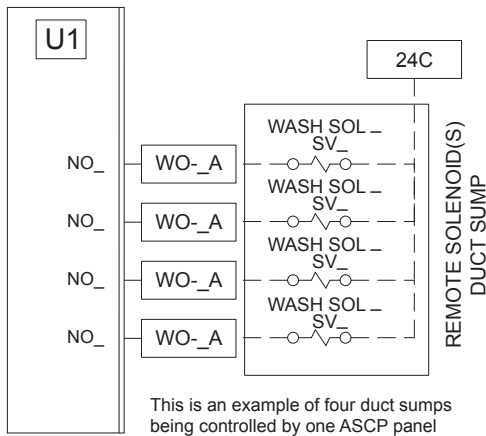 U1
24C
WASH SOL _
SV_
NO_
WO-_A
WASH SOL _
SV_
NO_
WO-_A
WASH SOL _
SV_
NO_
WO-_A
WASH SOL _
SV_
NO_
WO-_A
REMOTE SOLENOID(S)
DUCT SUMP
This is an example of four duct sumps
being controlled by one ASCP panel